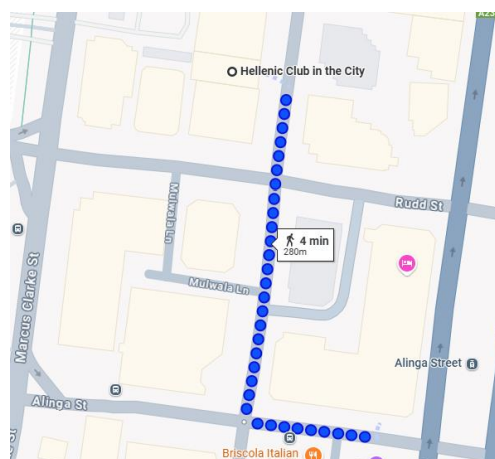 A23
Hellenic Club in the City
Rudd St
Mulwala Ln
4 min
280m
Mulwala Ln
Marcus Clarke St
Alinga Street
Alinga St
Briscola Italian